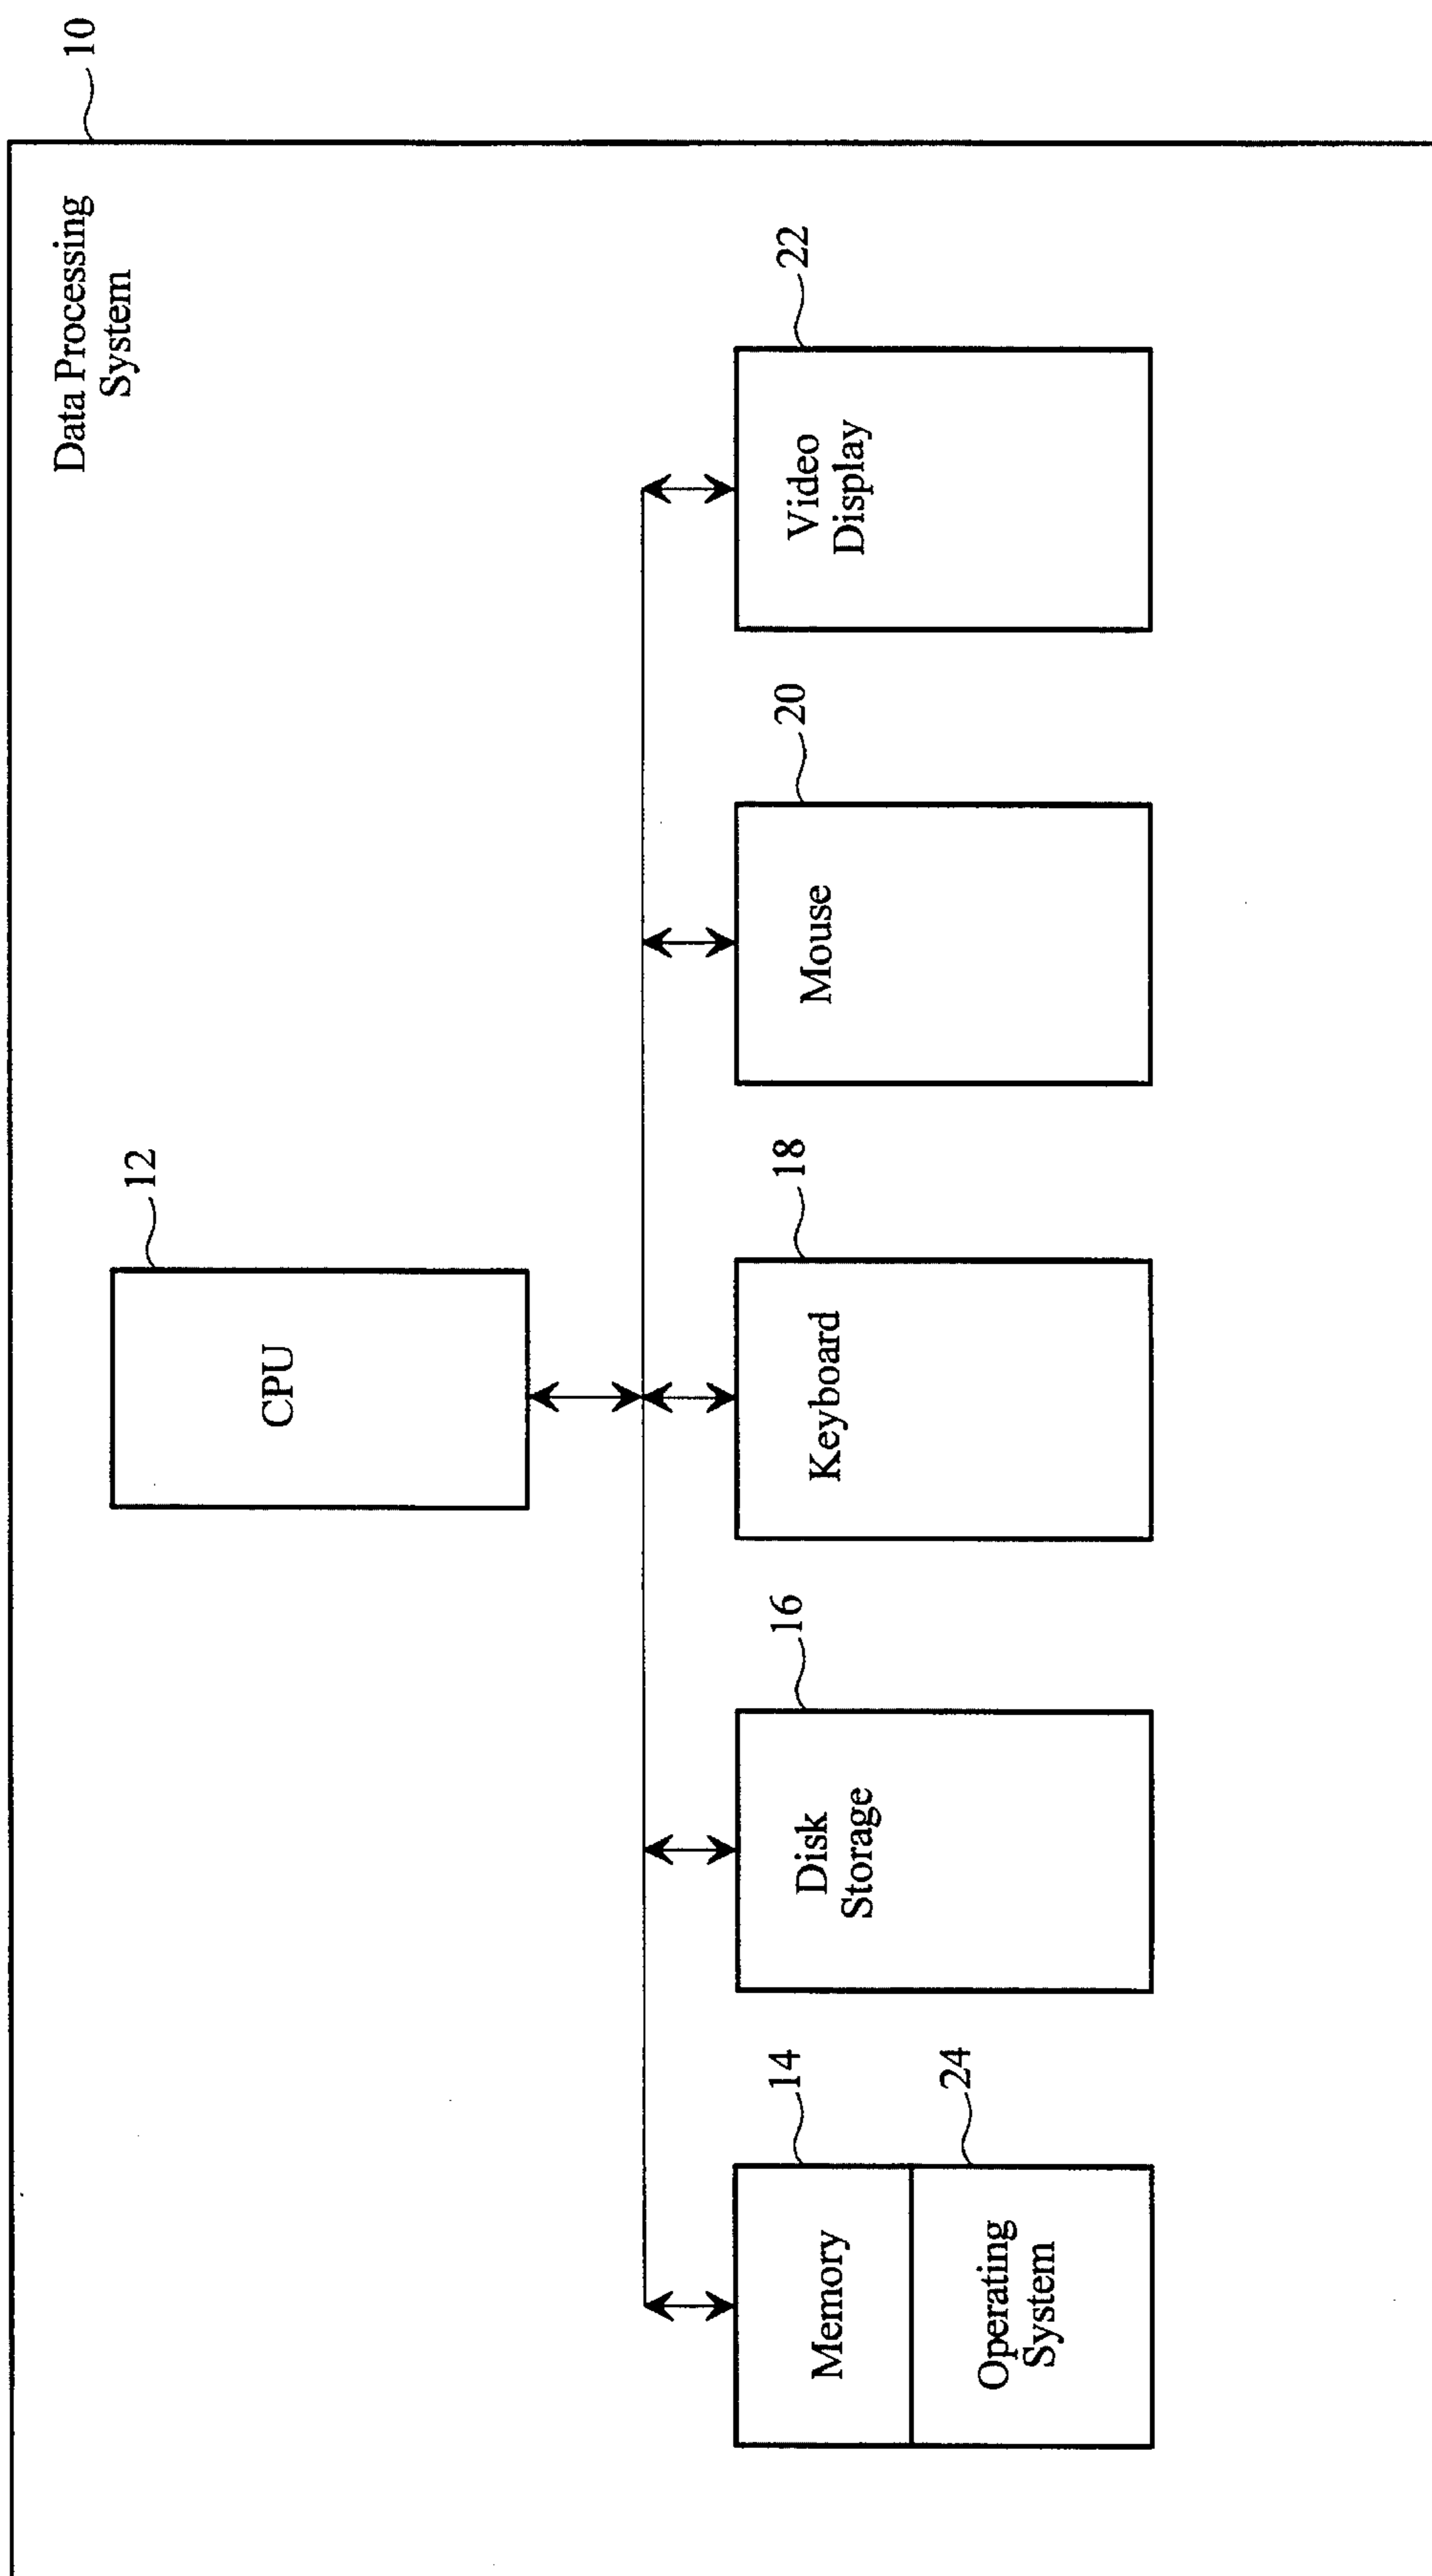 10
Data Processing
System
12
CPU
14
Memory
24
Operating
System
16
Disk
Storage
18
Keyboard
20
Mouse
22
Video
Display